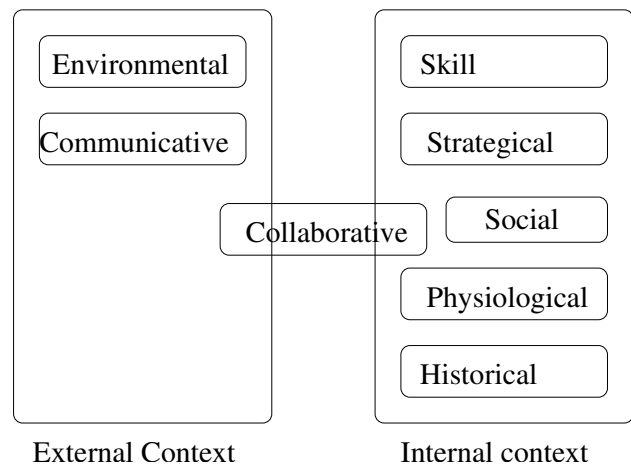 Environmental
Communicative
Collaborative
External Context
Skill
Strategical
Social
Physiological
Historical
Internal context